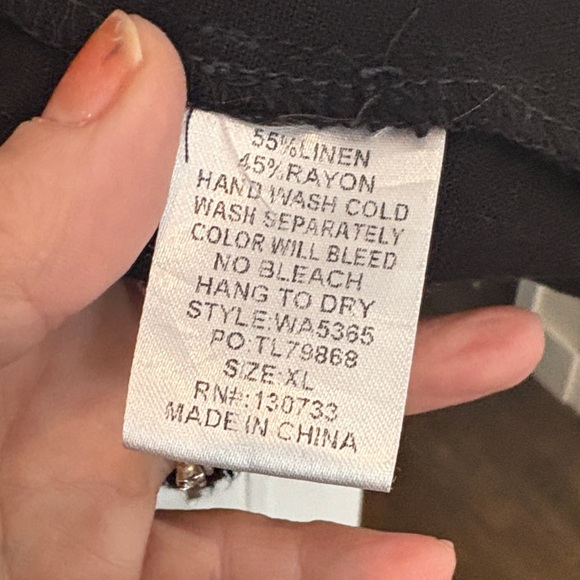 55%LINEN
45%RAYON
HAND WASH COLD
WASH SEPARATELY
COLOR WILL BLEED
NO BLEACH
HANG TO DRY
STYLE:WA5365
PO:TL79868
SIZE:XL
RN#:130733
MADE IN CHINA